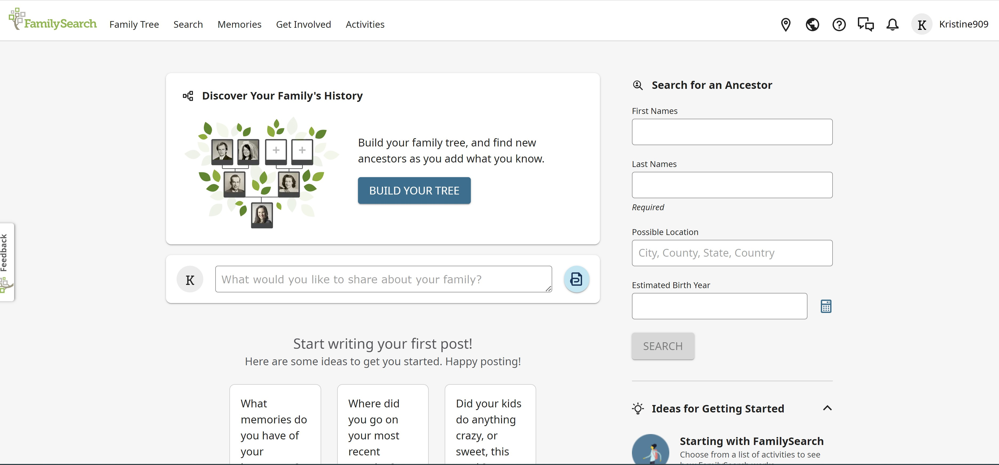 FamilySearch
Family Tree
Search
Memories
Get Involved
Activities
K
Kristine909
Discover Your Family's History
Build your family tree, and find new
ancestors as you add what you know.
BUILD YOUR TREE
K
What would you like to share about your family?
Start writing your first post!
Here are some ideas to get you started. Happy posting!
What
memories do
you have of
your
Where did
you go on
your most
recent
Did your kids
do anything
crazy, or
sweet, this
Search for an Ancestor
First Names
Last Names
Required
Possible Location
City, County, State, Country
Estimated Birth Year
SEARCH
Ideas for Getting Started
Starting with FamilySearch
Choose from a list of activities to see
Feedback